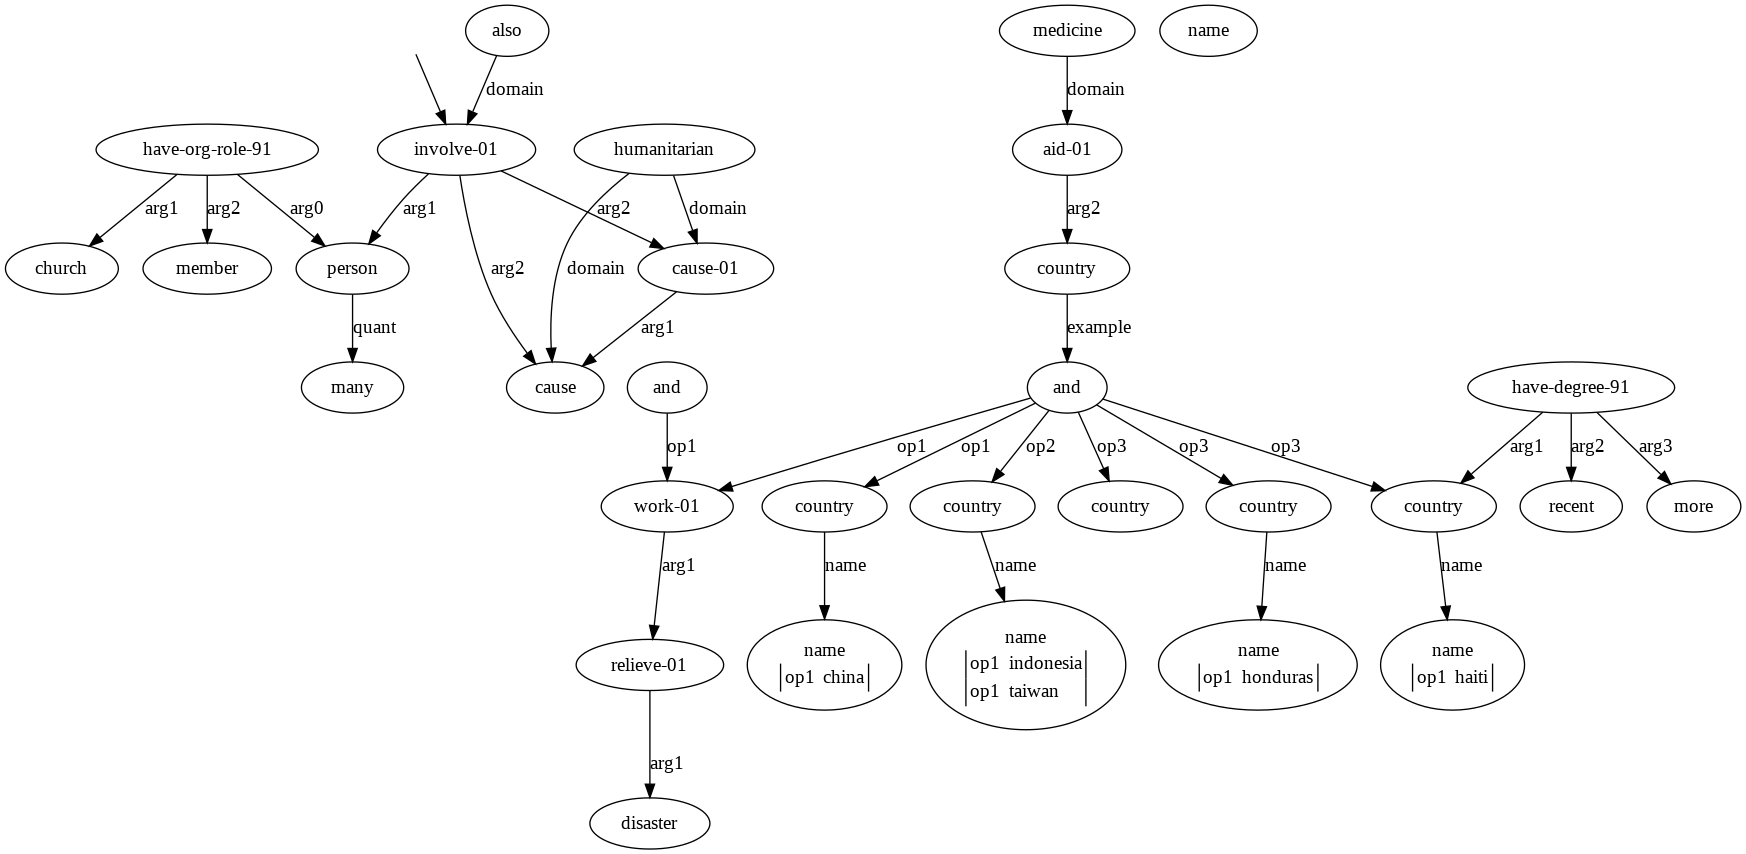 also
medicine
name
domain
domain
have-org-role-91
involve-01
humanitarian
aid-01
arg1
arg2
arg0
arg1
arg2
domain
arg2
church
member
person
arg2
domain
cause-01
country
quant
arg1
example
many
cause
and
and
have-degree-91
op1
op1
op1
op2
op3
op3
op3
arg1
arg2
arg3
work-01
country
country
country
country
country
recent
more
arg1
name
name
name
name
relieve-01
name
op1 china
name
op1 indonesia
op1 taiwan
name
op1 honduras
name
op1 haiti
arg1
disaster